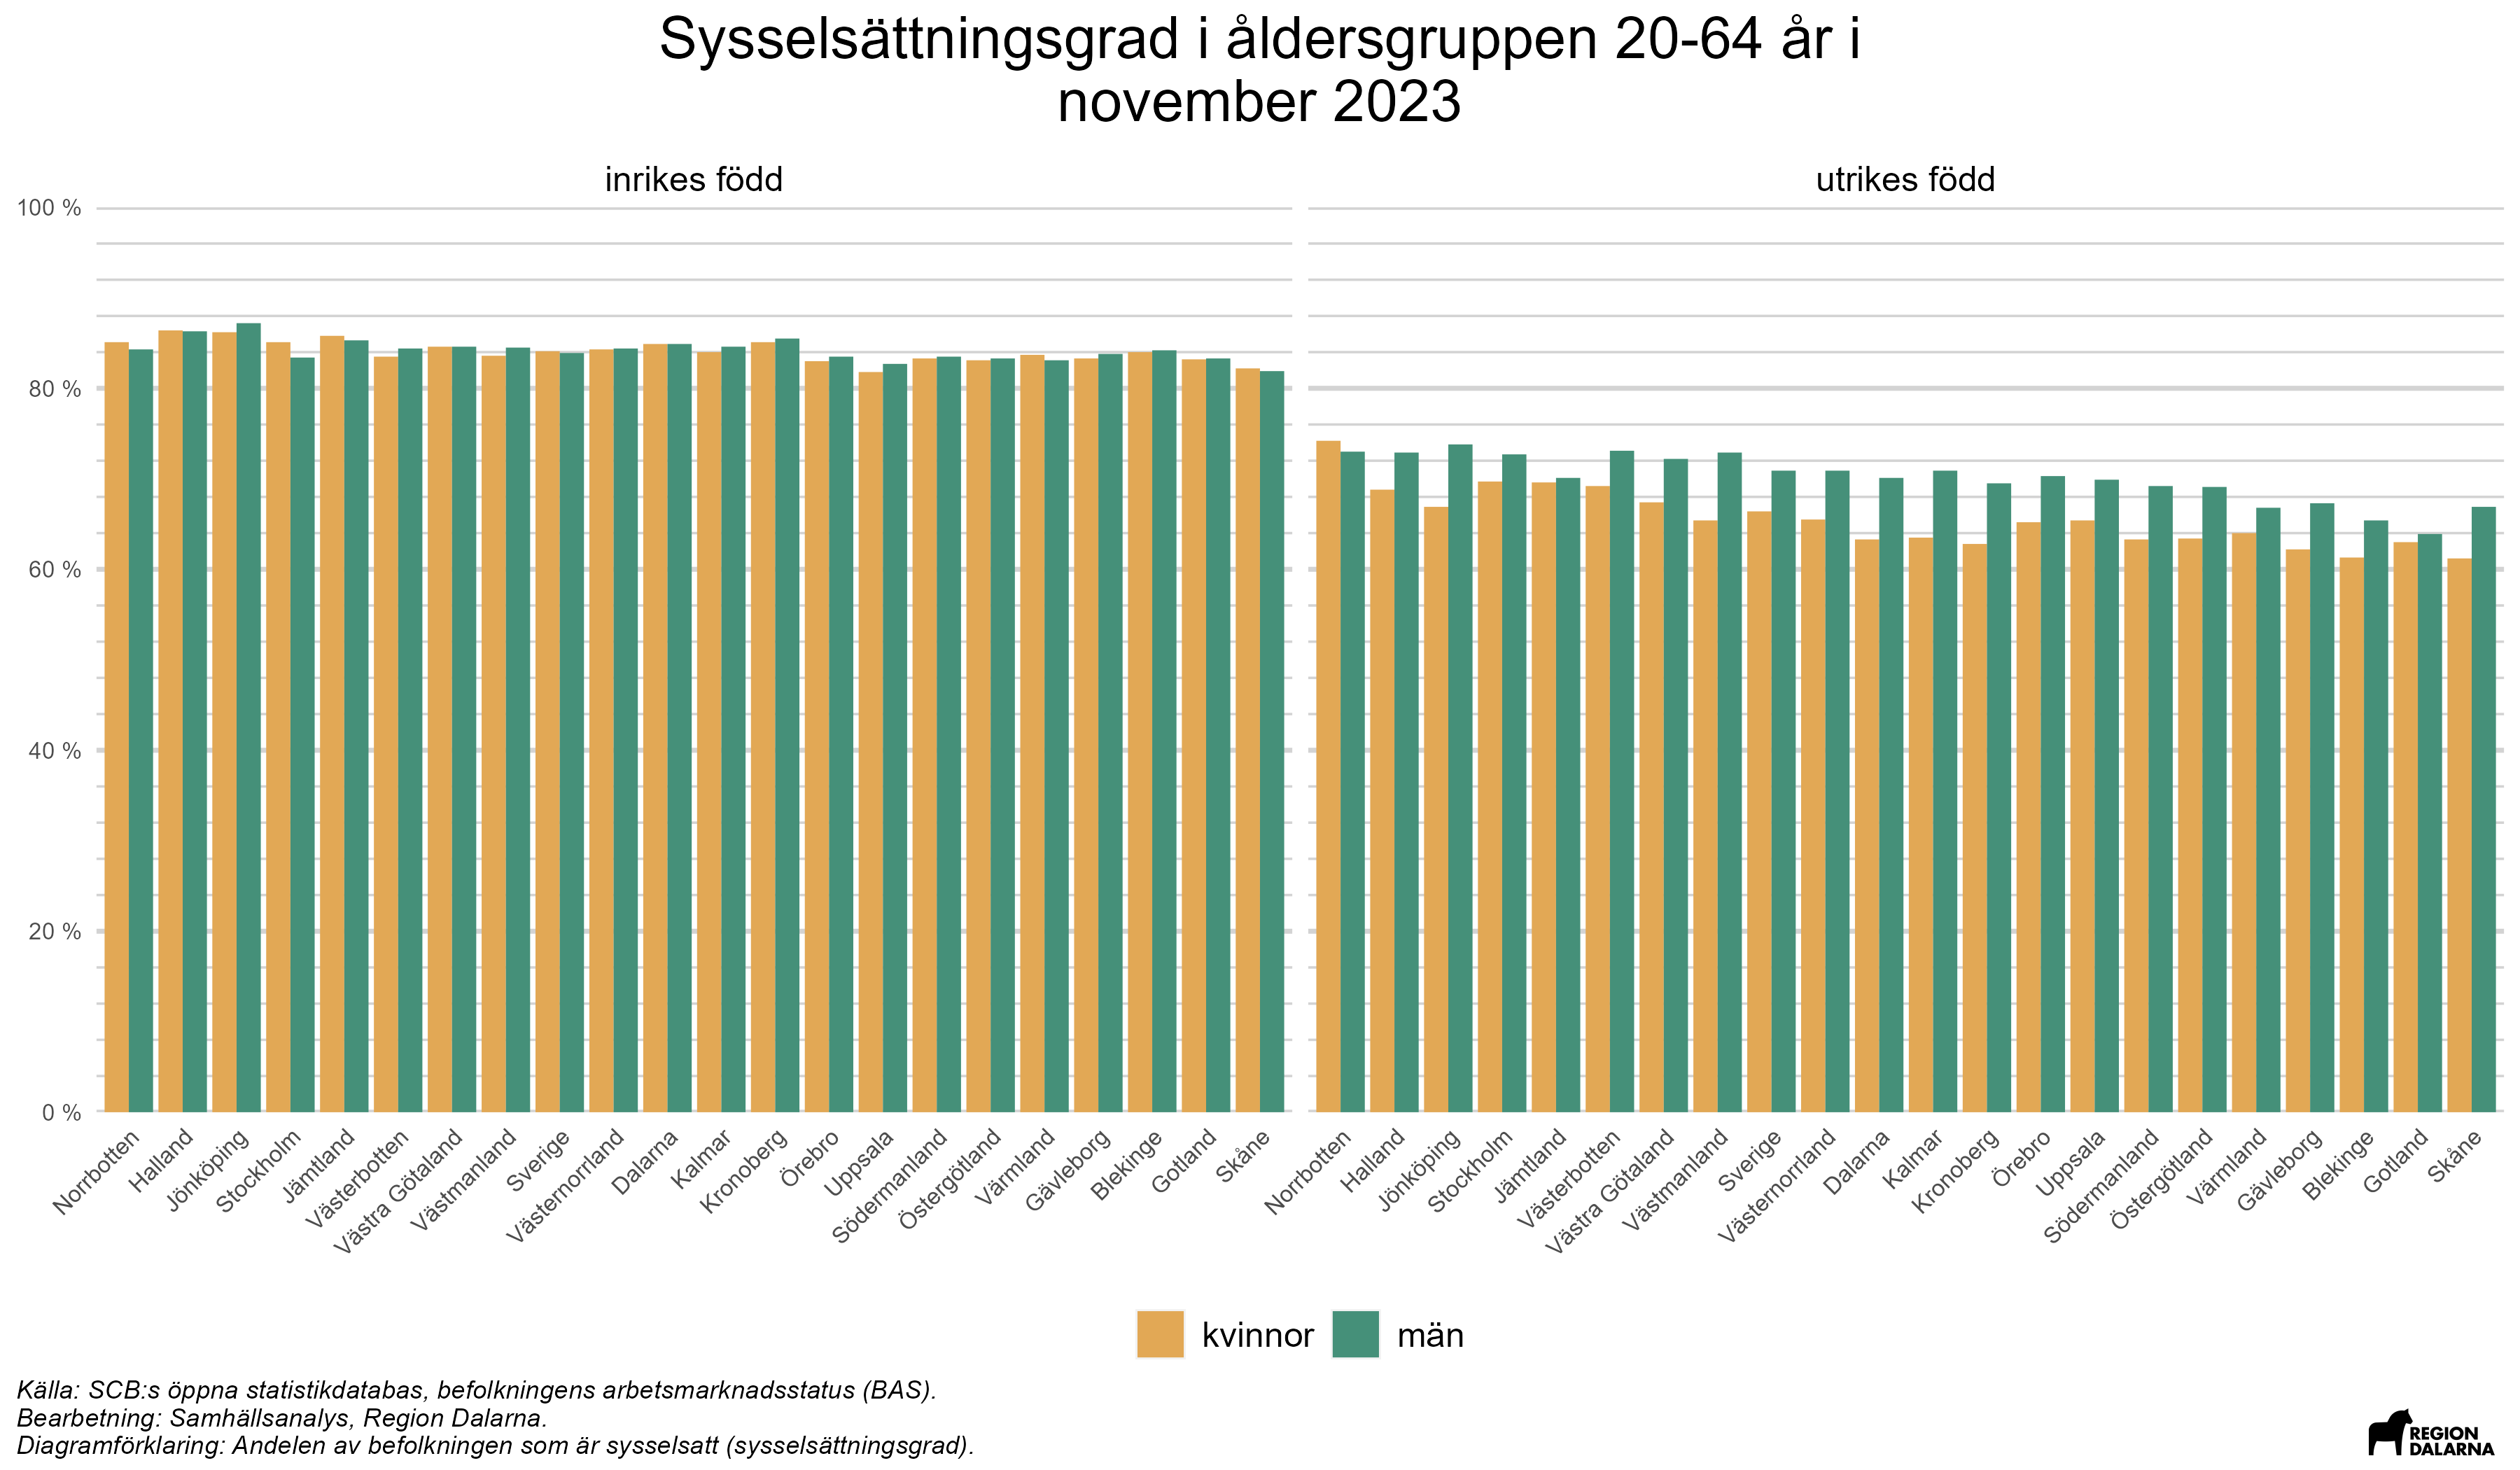 Sysselsättningsgrad i åldersgruppen 20-64 år i
november 2023
inrikes född
utrikes född
100 %
80 %
60 %
40 %
20 %
0 %
Norrbotten
Halland
Jönköping
Stockholm
Jämtland
Västerbotten
Västra Götaland
Västmanland
Sverige
Västernorrland
Dalarna
Kalmar
Kronoberg
Örebro
Uppsala
Södermanland
Östergötland
Värmland
Gävleborg
Blekinge
Gotland
Skåne
Norrbotten
Halland
Jönköping
Stockholm
Jämtland
Västerbotten
Västra Götaland
Västmanland
Sverige
Västernorrland
Dalarna
Kalmar
Kronoberg
Örebro
Uppsala
Södermanland
Östergötland
Värmland
Gävleborg
Blekinge
Gotland
Skåne
kvinnor
män
Källa: SCB:s öppna statistikdatabas, befolkningens arbetsmarknadsstatus (BAS).
Bearbetning: Samhällsanalys, Region Dalarna.
Diagramförklaring: Andelen av befolkningen som är sysselsatt (sysselsättningsgrad).
REGION
DALARNA